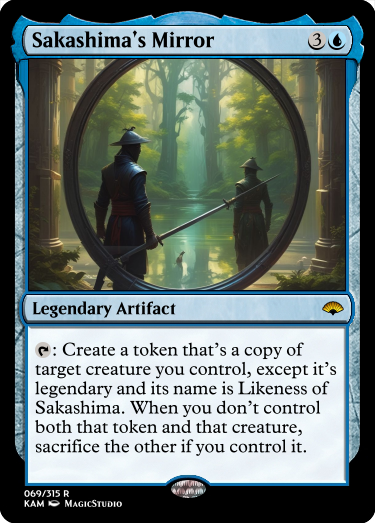 Sakashima's Mirror 3
Legendary Artifact
: Create a token that's a copy of
target creature you control, except it's
legendary and its name is Likeness of
Sakashima. When you don't control
both that token and that creature,
sacrifice the other if you control it.
069/315 R
KAM MagicStudio